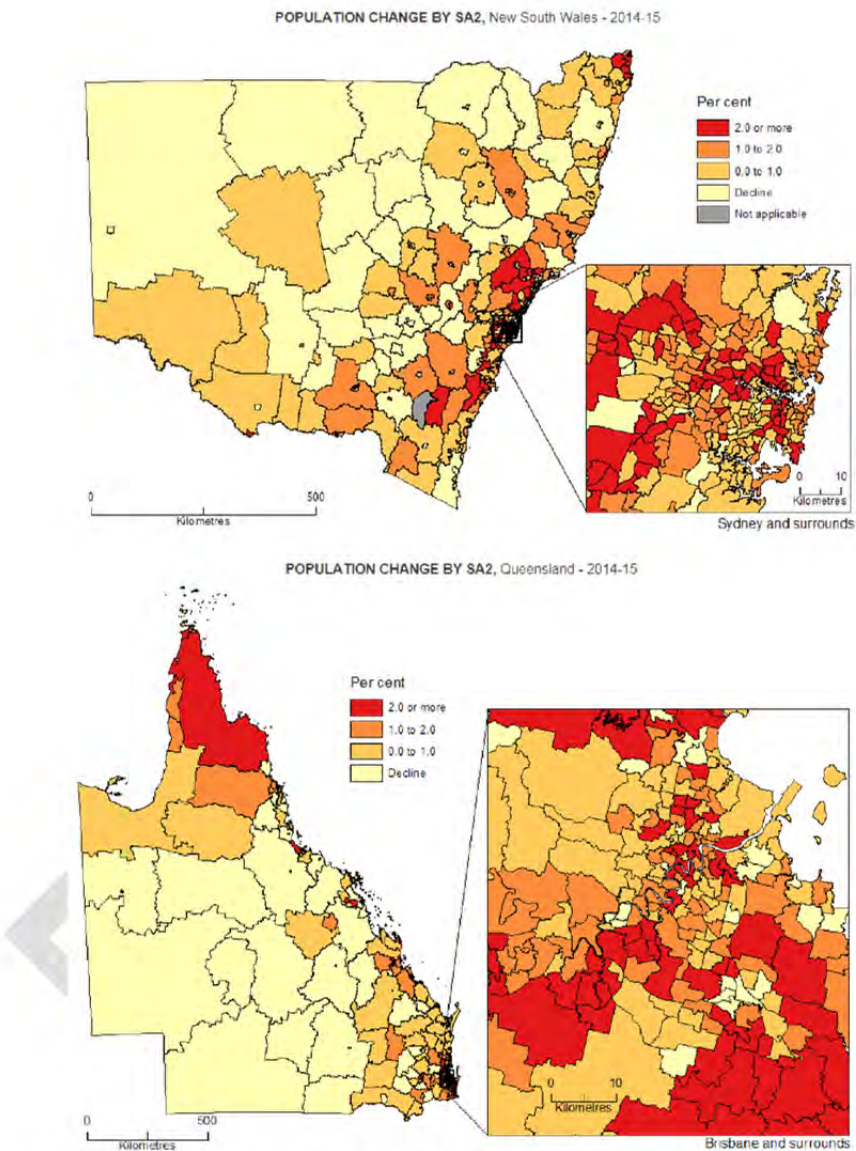 POPULATION CHANGE BY SA2, New South Wales - 2014-15
Per cent
2.0 or more
1.0 to 2.0
0.0 to 1.0
Decline
Not applicable
0 500
Kilometres
0 10
Kilometres
Sydney and surrounds
POPULATION CHANGE BY SA2, Queensland - 2014-15
Per cent
2.0 or more
1.0 to 2.0
0.0 to 1.0
Decline
0 10
Kilometres
0 500
Kilometres
Brisbane and surrounds